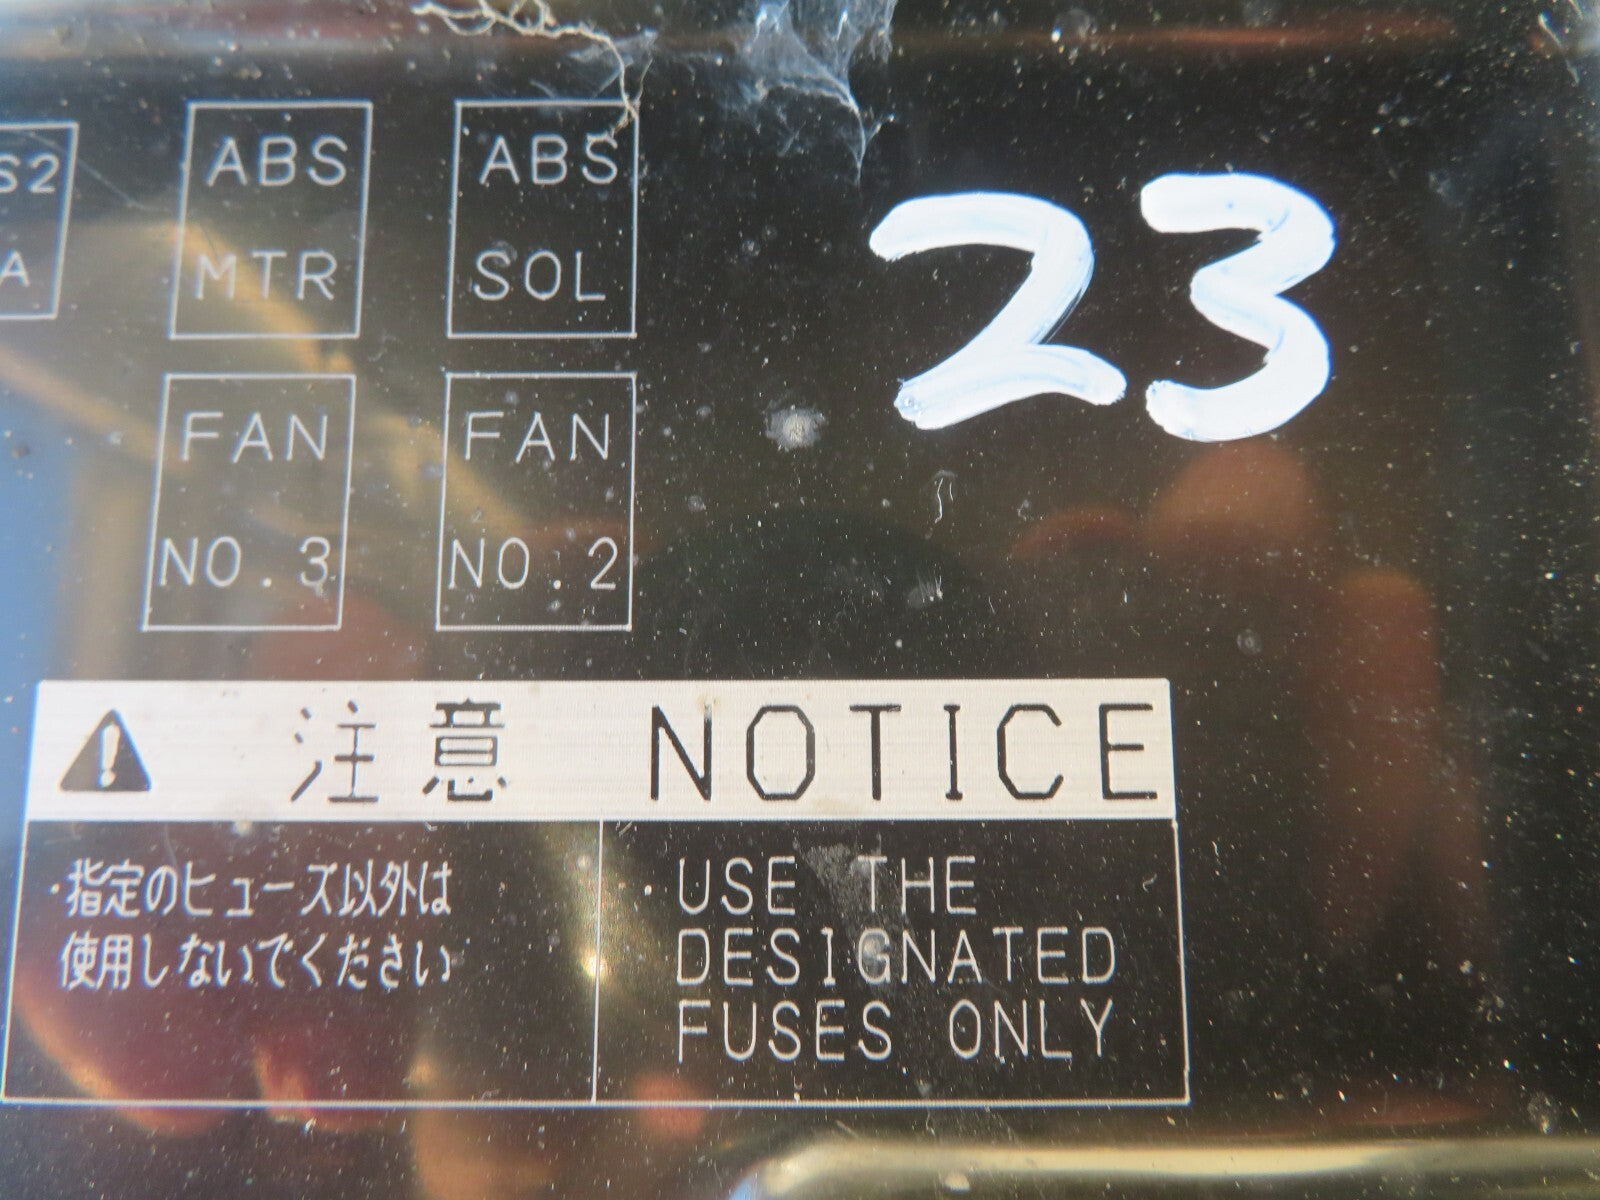 S2
A
ABS
MTR
ABS
SOL
23
FAN
NO.3
FAN
NO.2
注意 NOTICE
・指定のヒューズ以外は
使用しないでください
・USE THE
DESIGNATED
FUSES ONLY